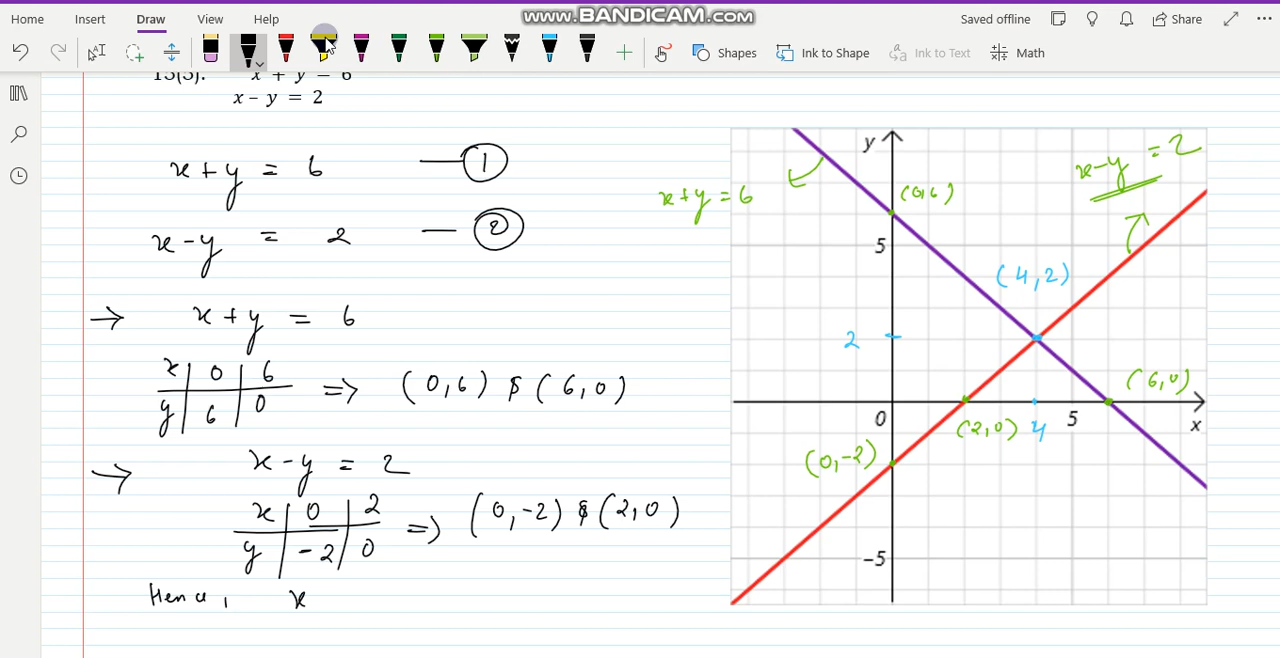 www.BANDICAM.com
Home Insert Draw View Help
Saved offline
Share
Shapes
Ink to Shape
Ink to Text
Math
x + y = 6
x − y = 2
x + y = 6 — 1
x - y = 2 — 2
→ x + y = 6
x | 0 | 6
y | 6 | 0
=> (0,6) & (6,0)
→ x - y = 2
x | 0 | 2
y | -2 | 0
=> (0,-2) & (2,0)
Hence, x
y
x-y = 2
x+y = 6
(0,6)
5
(4,2)
2
(6,0)
0
(2,0)
4
5
x
(0,-2)
−5